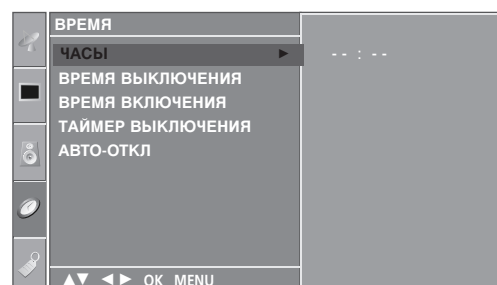 ВРЕМЯ
ЧАСЫ ► -- : --
ВРЕМЯ ВЫКЛЮЧЕНИЯ
ВРЕМЯ ВКЛЮЧЕНИЯ
ТАЙМЕР ВЫКЛЮЧЕНИЯ
АВТО-ОТКЛ
▲▼ ◄► OK MENU